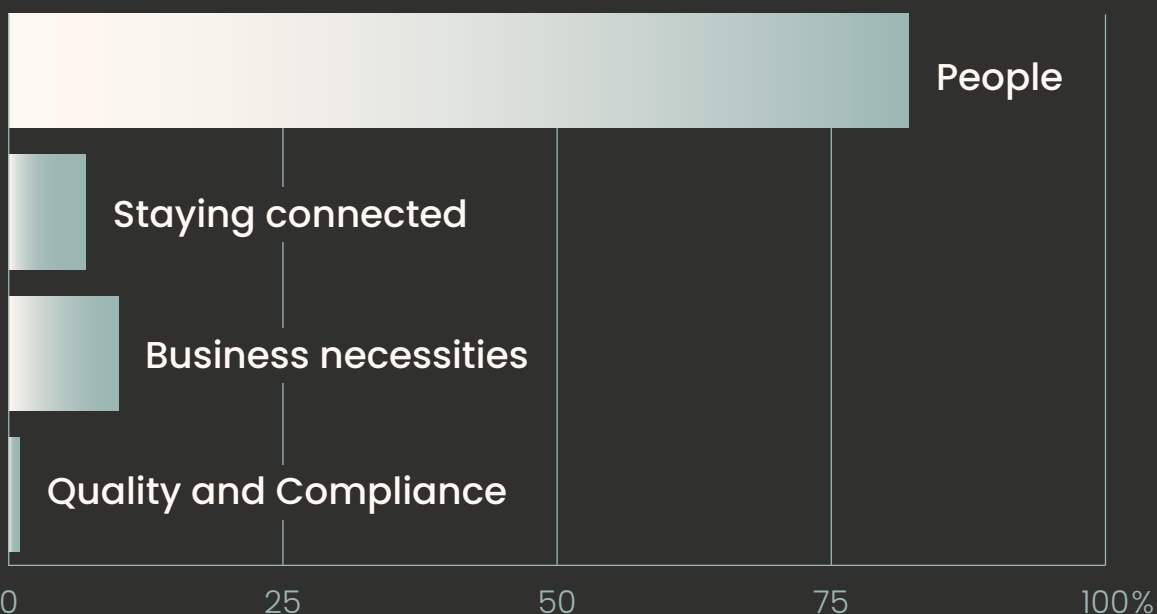 People
Staying connected
Business necessities
Quality and Compliance
0 25 50 75 100%